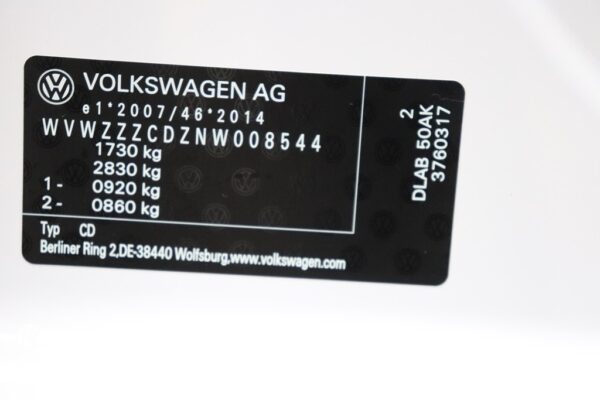 VOLKSWAGEN AG
e1*2007/46*2014
WVWZZZCDZNW008544
1730 kg
2830 kg
1- 0920 kg
2- 0860 kg
Typ CD
Berliner Ring 2,DE-38440 Wolfsburg,www.volkswagen.com
2
DLAB 50AK
3760317